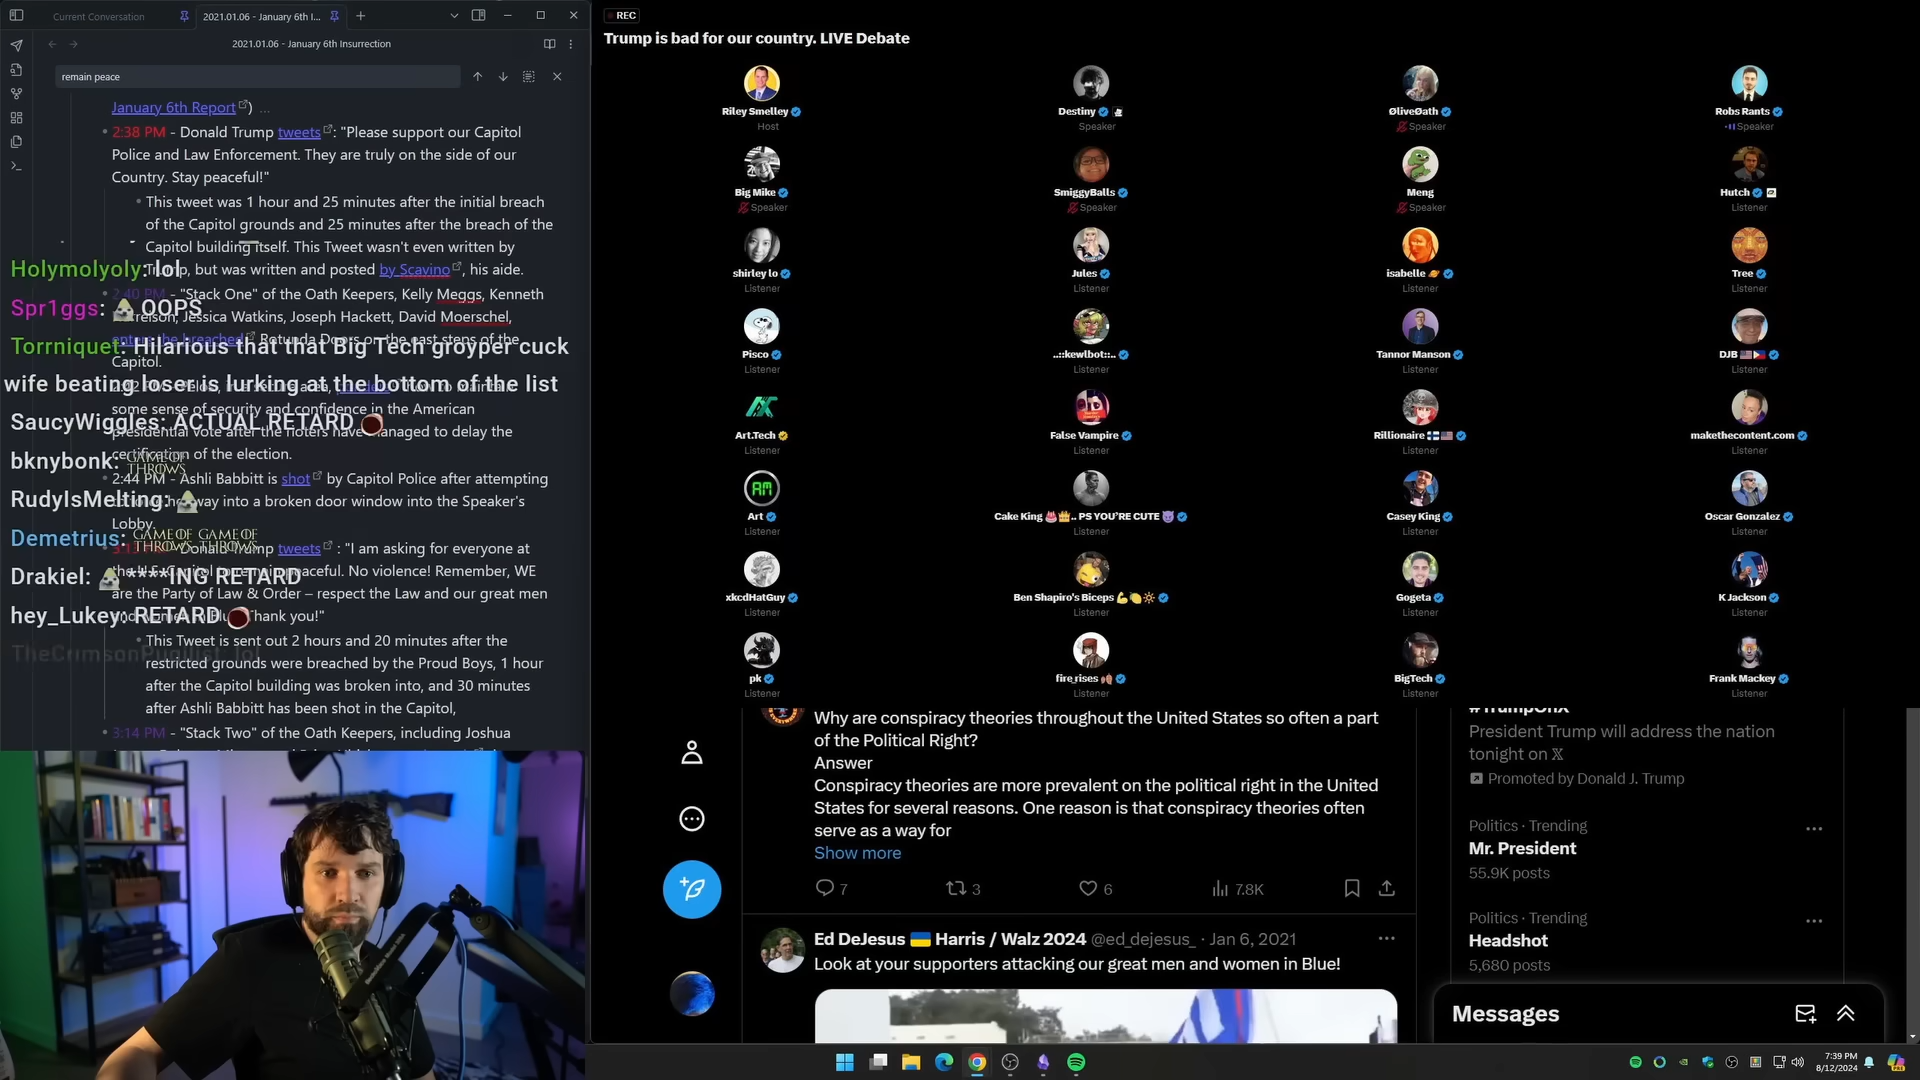 Current Conversation
2021.01.06 - January 6th I...
2021.01.06 - January 6th Insurrection
remain peace
January 6th Report) ...
2:38 PM - Donald Trump tweets: "Please support our Capitol
Police and Law Enforcement. They are truly on the side of our
Country. Stay peaceful!"
This tweet was 1 hour and 25 minutes after the initial breach
of the Capitol grounds and 25 minutes after the breach of the
Capitol building itself. This Tweet wasn't even written by
Trump, but was written and posted by Scavino, his aide.
2:40 PM - "Stack One" of the Oath Keepers, Kelly Meggs, Kenneth
Harrelson, Jessica Watkins, Joseph Hackett, David Moerschel,
enters the breached Rotunda Doors on the east steps of the
Capitol.
some sense of security and confidence in the American
presidential vote after the rioters have managed to delay the
certification of the election.
2:44 PM - Ashli Babbitt is shot by Capitol Police after attempting
way into a broken door window into the Speaker's
Lobby.
3:13 PM - Donald Trump tweets : "I am asking for everyone at
the U.S. Capitol to remain peaceful. No violence! Remember, WE
are the Party of Law & Order – respect the Law and our great men
and women in Blue. Thank you!"
This Tweet is sent out 2 hours and 20 minutes after the
restricted grounds were breached by the Proud Boys, 1 hour
after the Capitol building was broken into, and 30 minutes
after Ashli Babbitt has been shot in the Capitol,
3:14 PM - "Stack Two" of the Oath Keepers, including Joshua
Holymolyoly: lol
Spr1ggs: OOPS
Torrniquet: Hilarious that that Big Tech groyper cuck
wife beating loser is lurking at the bottom of the list
SaucyWiggles: ACTUAL RETARD
bknybonk: GAME OF THROWS
RudyIsMelting:
Demetrius: GAME OF THROWS GAME OF THROWS
Drakiel: ****ING RETARD
hey_Lukey: RETARD
TheCrimsonPugilist: lol
REC
Trump is bad for our country. LIVE Debate
Riley Smelley
Host
Destiny
Speaker
ØliveØath
Speaker
Robs Rants
Speaker
Big Mike
Speaker
SmiggyBalls
Speaker
Meng
Speaker
Hutch
Listener
shirley lo
Listener
Jules
Listener
isabelle 🪐
Listener
Tree
Listener
Pisco
Listener
..::kewlbot::..
Listener
Tannor Manson
Listener
DJB 🇺🇸🇵🇭
Listener
Art.Tech
Listener
False Vampire
Listener
Rillionaire 🇫🇮🇺🇸
Listener
makethecontent.com
Listener
AM
Art
Listener
Cake King 🎂👑.. PS YOU'RE CUTE 😈
Listener
Casey King
Listener
Oscar Gonzalez
Listener
xkcdHatGuy
Listener
Ben Shapiro's Biceps 💪🍋🔆
Listener
Gogeta
Listener
K Jackson
Listener
pk
Listener
fire_rises
Listener
BigTech
Listener
Frank Mackey
Listener
Why are conspiracy theories throughout the United States so often a part
of the Political Right?
Answer
Conspiracy theories are more prevalent on the political right in the United
States for several reasons. One reason is that conspiracy theories often
serve as a way for
Show more
7
3
6
7.8K
Ed DeJesus 🇺🇦 Harris / Walz 2024 @ed_dejesus_ · Jan 6, 2021
Look at your supporters attacking our great men and women in Blue!
#TrumpOnX
President Trump will address the nation
tonight on 𝕏
Promoted by Donald J. Trump
Politics · Trending
Mr. President
55.9K posts
Politics · Trending
Headshot
5,680 posts
Messages
7:39 PM
8/12/2024